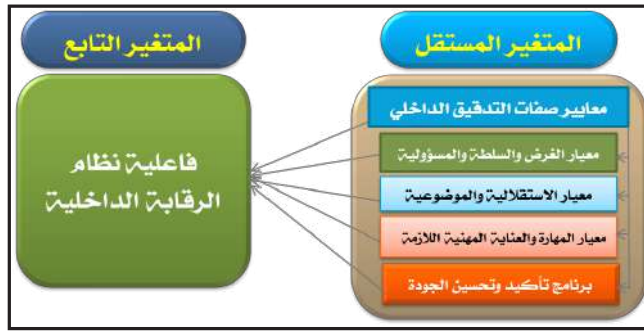 المتغير المستقل
معايير صفات التدقيق الداخلي
معيار الغرض والسلطة والمسؤولية
معيار الاستقلالية والموضوعية
معيار المهارة والعناية المهنية اللازمة
برنامج تأكيد وتحسين الجودة
المتغير التابع
فاعلية نظام
الرقابة الداخلية